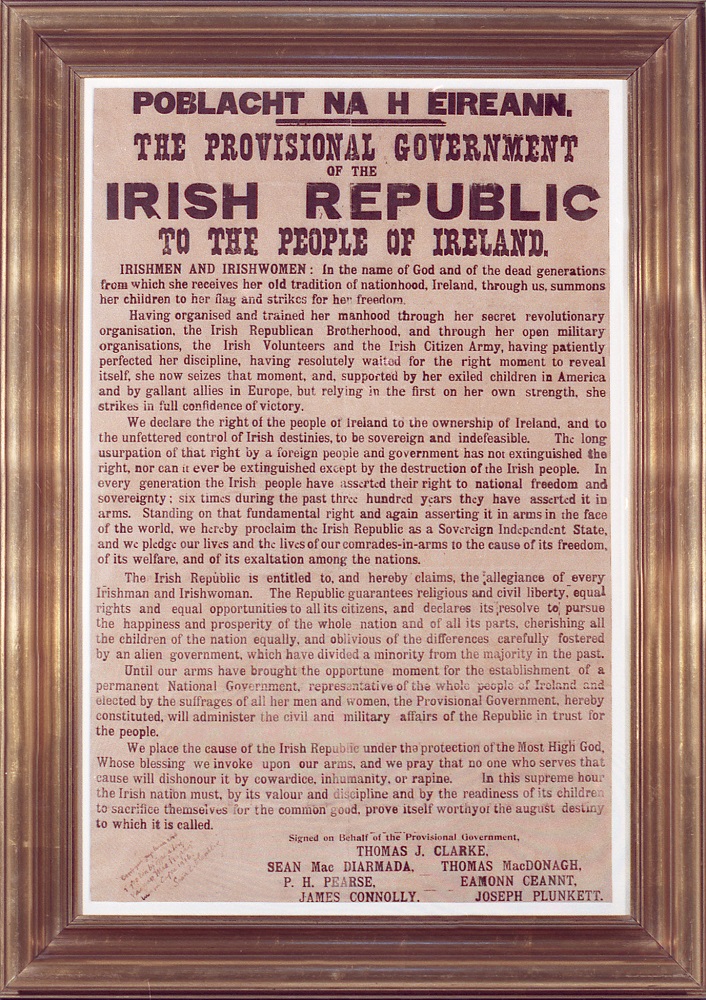 POBLACHT NA H EIREANN.
THE PROVISIONAL GOVERNMENT
OF THE
IRISH REPUBLIC
TO THE PEOPLE OF IRELAND.
IRISHMEN AND IRISHWOMEN : In the name of God and of the dead generations
from which she receives her old tradition of nationhood, Ireland, through us, summons
her children to her flag and strikes for her freedom.
Having organised and trained her manhood through her secret revolutionary
organisation, the Irish Republican Brotherhood, and through her open military
organisations, the Irish Volunteers and the Irish Citizen Army, having patiently
perfected her discipline, having resolutely waited for the right moment to reveal
itself, she now seizes that moment, and, supported by her exiled children in America
and by gallant allies in Europe, but relying in the first on her own strength, she
strikes in full confidence of victory.
We declare the right of the people of Ireland to the ownership of Ireland, and to
the unfettered control of Irish destinies, to be sovereign and indefeasible. The long
usurpation of that right by a foreign people and government has not extinguished the
right, nor can it ever be extinguished except by the destruction of the Irish people. In
every generation the Irish people have asserted their right to national freedom and
sovereignty ; six times during the past three hundred years they have asserted it in
arms. Standing on that fundamental right and again asserting it in arms in the face
of the world, we hereby proclaim the Irish Republic as a Sovereign Independent State,
and we pledge our lives and the lives of our comrades-in-arms to the cause of its freedom,
of its welfare, and of its exaltation among the nations.
The Irish Republic is entitled to, and hereby claims, the allegiance of every
Irishman and Irishwoman. The Republic guarantees religious and civil liberty, equal
rights and equal opportunities to all its citizens, and declares its resolve to pursue
the happiness and prosperity of the whole nation and of all its parts, cherishing all
the children of the nation equally, and oblivious of the differences carefully fostered
by an alien government, which have divided a minority from the majority in the past.
Until our arms have brought the opportune moment for the establishment of a
permanent National Government, representative of the whole people of Ireland and
elected by the suffrages of all her men and women, the Provisional Government, hereby
constituted, will administer the civil and military affairs of the Republic in trust for
the people.
We place the cause of the Irish Republic under the protection of the Most High God,
Whose blessing we invoke upon our arms, and we pray that no one who serves that
cause will dishonour it by cowardice, inhumanity, or rapine. In this supreme hour
the Irish nation must, by its valour and discipline and by the readiness of its children
to sacrifice themselves for the common good, prove itself worthy of the august destiny
to which it is called.
Signed on Behalf of the Provisional Government,
THOMAS J. CLARKE,
SEAN Mac DIARMADA, THOMAS MacDONAGH,
P. H. PEARSE, EAMONN CEANNT,
JAMES CONNOLLY. JOSEPH PLUNKETT.